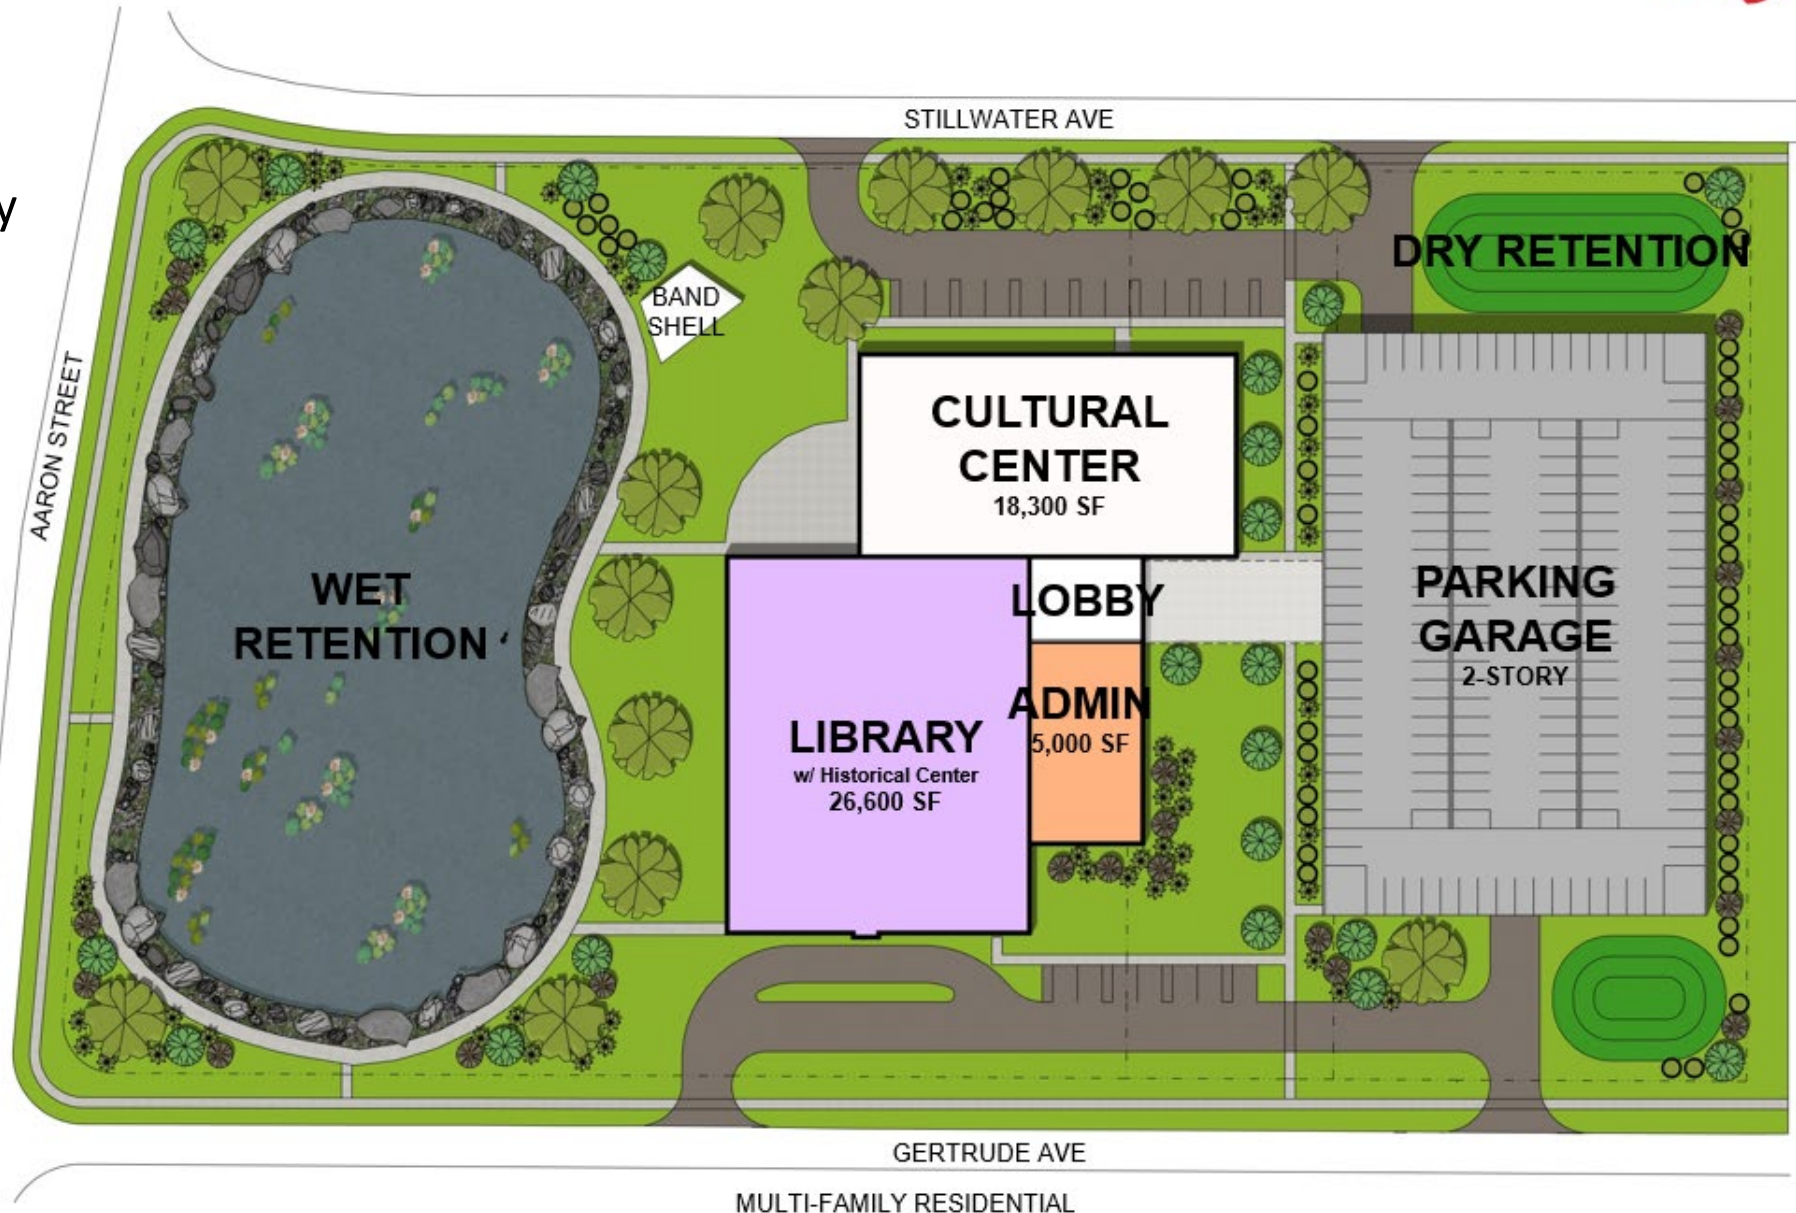 STILLWATER AVE
y
DRY RETENTION
BAND
SHELL
AARON STREET
CULTURAL
CENTER
18,300 SF
WET
RETENTION
LOBBY
PARKING
GARAGE
2-STORY
ADMIN
5,000 SF
LIBRARY
w/ Historical Center
26,600 SF
GERTRUDE AVE
MULTI-FAMILY RESIDENTIAL